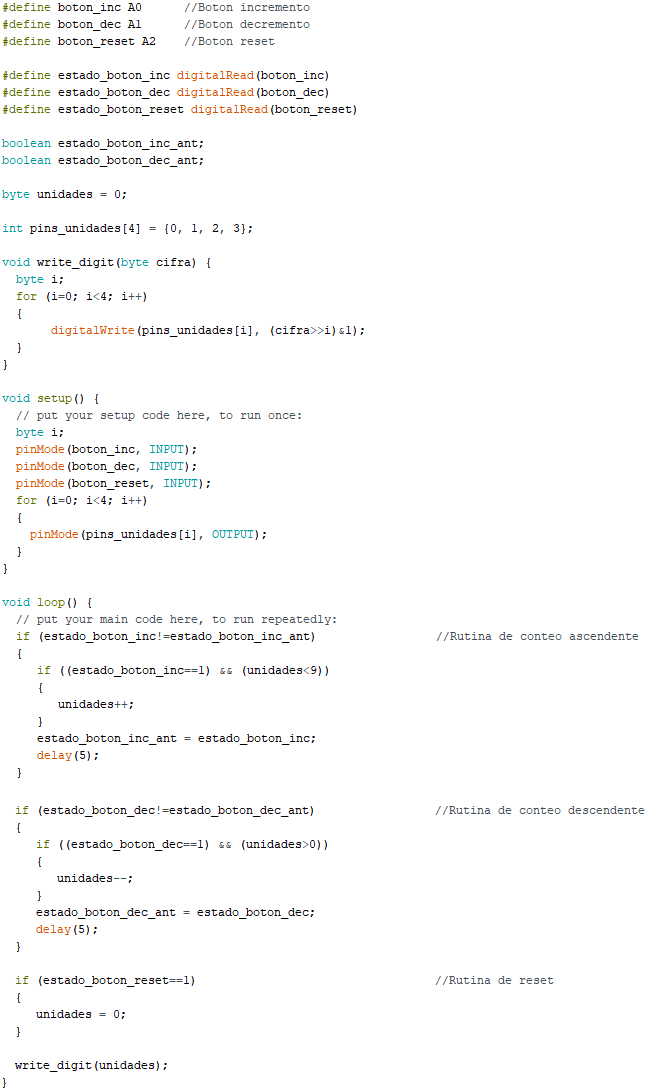 #define boton_inc A0      //Boton incremento
#define boton_dec A1      //Boton decremento
#define boton_reset A2    //Boton reset

#define estado_boton_inc digitalRead(boton_inc)
#define estado_boton_dec digitalRead(boton_dec)
#define estado_boton_reset digitalRead(boton_reset)

boolean estado_boton_inc_ant;
boolean estado_boton_dec_ant;

byte unidades = 0;

int pins_unidades[4] = {0, 1, 2, 3};

void write_digit(byte cifra) {
  byte i;
  for (i=0; i<4; i++)
  {
       digitalWrite(pins_unidades[i], (cifra>>i)&1);
  }
}

void setup() {
  // put your setup code here, to run once:
  byte i;
  pinMode(boton_inc, INPUT);
  pinMode(boton_dec, INPUT);
  pinMode(boton_reset, INPUT);
  for (i=0; i<4; i++)
  {
    pinMode(pins_unidades[i], OUTPUT);
  }
}

void loop() {
  // put your main code here, to run repeatedly:
  if (estado_boton_inc!=estado_boton_inc_ant)                 //Rutina de conteo ascendente
  {
     if ((estado_boton_inc==1) && (unidades<9))
     {
        unidades++;
     }
     estado_boton_inc_ant = estado_boton_inc;
     delay(5);
  }

  if (estado_boton_dec!=estado_boton_dec_ant)                 //Rutina de conteo descendente
  {
     if ((estado_boton_dec==1) && (unidades>0))
     {
        unidades--;
     }
     estado_boton_dec_ant = estado_boton_dec;
     delay(5);
  }

  if (estado_boton_reset==1)                                  //Rutina de reset
  {
     unidades = 0;
  }

  write_digit(unidades);
}